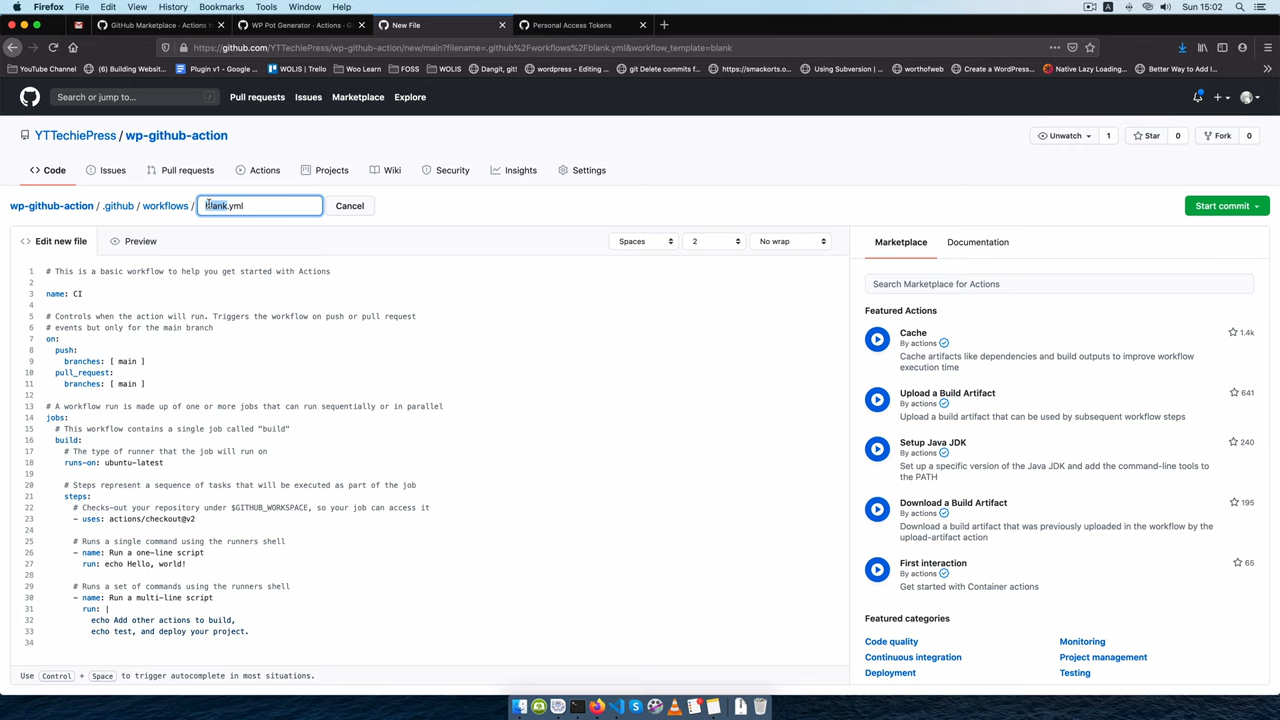 Firefox File Edit View History Bookmarks Tools Window Help
A Sun 15:02
GitHub Marketplace - Actions t
WP Pot Generator - Actions - G
New File
Personal Access Tokens
https://github.com/YTTechiePress/wp-github-action/new/main?filename=.github%2Fworkflows%2Fblank.yml&workflow_template=blank
YouTube Channel
(6) Building Websit...
Plugin v1 - Google ...
WOLIS | Trello
Woo Learn
FOSS
WOLIS
Dangit, git!
wordpress - Editing ...
git Delete commits f...
https://smackorts.o...
Using Subversion | ...
worthofweb
Create a WordPress...
Native Lazy Loading...
Better Way to Add I...
Search or jump to... /
Pull requests Issues Marketplace Explore
YTTechiePress / wp-github-action
Unwatch 1
Star 0
Fork 0
Code
Issues
Pull requests
Actions
Projects
Wiki
Security
Insights
Settings
wp-github-action / .github / workflows / blank.yml Cancel
Start commit
Edit new file
Preview
Spaces 2 No wrap
1 # This is a basic workflow to help you get started with Actions
2
3 name: CI
4
5 # Controls when the action will run. Triggers the workflow on push or pull request
6 # events but only for the main branch
7 on:
8 push:
9 branches: [ main ]
10 pull_request:
11 branches: [ main ]
12
13 # A workflow run is made up of one or more jobs that can run sequentially or in parallel
14 jobs:
15 # This workflow contains a single job called "build"
16 build:
17 # The type of runner that the job will run on
18 runs-on: ubuntu-latest
19
20 # Steps represent a sequence of tasks that will be executed as part of the job
21 steps:
22 # Checks-out your repository under $GITHUB_WORKSPACE, so your job can access it
23 - uses: actions/checkout@v2
24
25 # Runs a single command using the runners shell
26 - name: Run a one-line script
27 run: echo Hello, world!
28
29 # Runs a set of commands using the runners shell
30 - name: Run a multi-line script
31 run: |
32 echo Add other actions to build,
33 echo test, and deploy your project.
34
Use Control + Space to trigger autocomplete in most situations.
Marketplace
Documentation
Search Marketplace for Actions
Featured Actions
Cache
1.4k
By actions
Cache artifacts like dependencies and build outputs to improve workflow
execution time
Upload a Build Artifact
641
By actions
Upload a build artifact that can be used by subsequent workflow steps
Setup Java JDK
240
By actions
Set up a specific version of the Java JDK and add the command-line tools to
the PATH
Download a Build Artifact
195
By actions
Download a build artifact that was previously uploaded in the workflow by the
upload-artifact action
First interaction
65
By actions
Get started with Container actions
Featured categories
Code quality
Monitoring
Continuous integration
Project management
Deployment
Testing